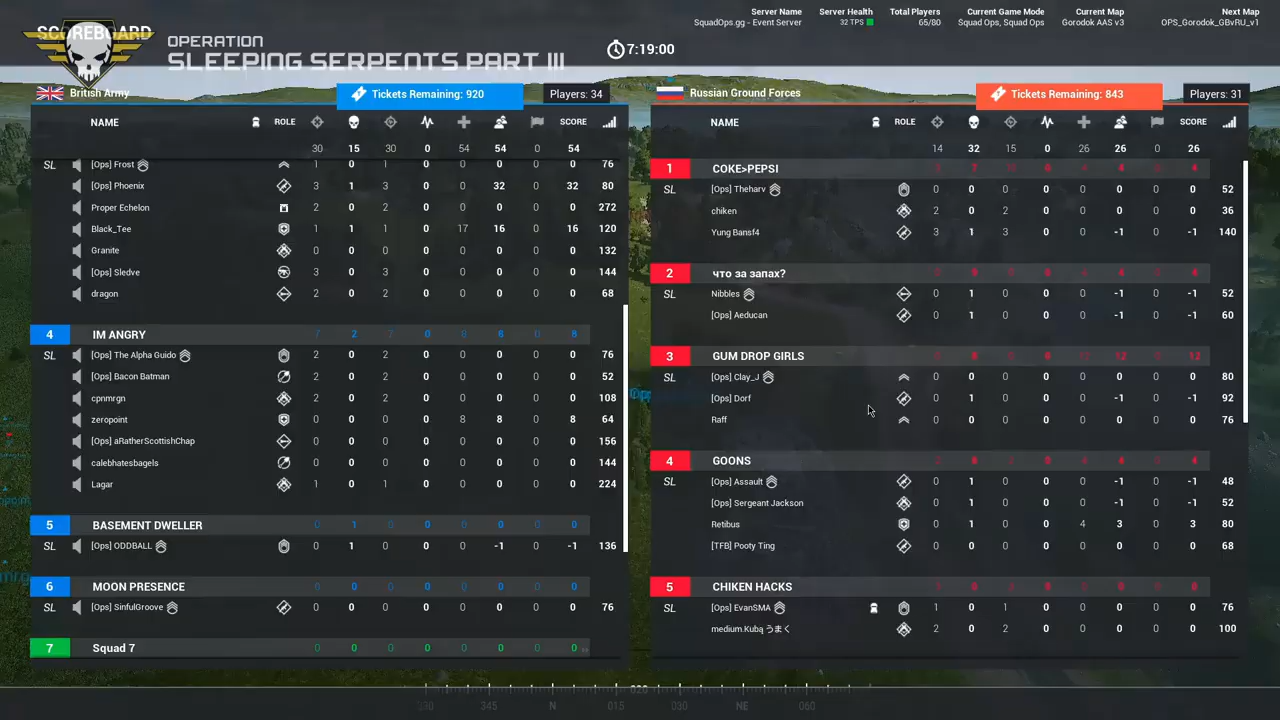 Server Name
SquadOps.gg - Event Server
Server Health
32 TPS
Total Players
65/80
Current Game Mode
Squad Ops, Squad Ops
Current Map
Gorodok AAS v3
Next Map
OPS_Gorodok_GBvRU_v1
SCOREBOARD
OPERATION
SLEEPING SERPENTS PART III
7:19:00
British Army
Tickets Remaining: 920
Players: 34
NAME ROLE SCORE
30 15 30 0 54 54 0 54
SL [Ops] Frost 1 0 1 0 0 0 0 0 76
[Ops] Phoenix 3 1 3 0 0 32 0 32 80
Proper Echelon 2 0 2 0 0 0 0 0 272
Black_Tee 1 1 1 0 17 16 0 16 120
Granite 0 0 0 0 0 0 0 0 132
[Ops] Sledve 3 0 3 0 0 0 0 0 144
dragon 2 0 2 0 0 0 0 0 68
4 IM ANGRY 7 2 7 0 8 8 0 8
SL [Ops] The Alpha Guido 2 0 2 0 0 0 0 0 76
[Ops] Bacon Batman 2 0 2 0 0 0 0 0 52
cpnmrgn 2 0 2 0 0 0 0 0 108
zeropoint 0 0 0 0 8 8 0 8 64
[Ops] aRatherScottishChap 0 0 0 0 0 0 0 0 156
calebhatesbagels 0 0 0 0 0 0 0 0 144
Lagar 1 0 1 0 0 0 0 0 224
5 BASEMENT DWELLER 0 1 0 0 0 0 0 0
SL [Ops] ODDBALL 0 1 0 0 0 -1 0 -1 136
6 MOON PRESENCE 0 0 0 0 0 0 0 0
SL [Ops] SinfulGroove 0 0 0 0 0 0 0 0 76
7 Squad 7 0 0 0 0 0 0 0 0
Russian Ground Forces
Tickets Remaining: 843
Players: 31
NAME ROLE SCORE
14 32 15 0 26 26 0 26
1 COKE>PEPSI
SL [Ops] Theharv 0 0 0 0 0 0 0 0 52
chiken 2 0 2 0 0 0 0 0 36
Yung Bansf4 3 1 3 0 0 -1 0 -1 140
2 что за запах?
SL Nibbles 0 1 0 0 0 -1 0 -1 52
[Ops] Aeducan 0 1 0 0 0 -1 0 -1 60
3 GUM DROP GIRLS
SL [Ops] Clay_J 0 0 0 0 0 0 0 0 80
[Ops] Dorf 0 1 0 0 0 -1 0 -1 92
Raff 0 0 0 0 0 0 0 0 76
4 GOONS
SL [Ops] Assault 0 1 0 0 0 -1 0 -1 48
[Ops] Sergeant Jackson 0 1 0 0 0 -1 0 -1 52
Retibus 0 1 0 0 4 3 0 3 80
[TFB] Pooty Ting 0 0 0 0 0 0 0 0 68
5 CHIKEN HACKS
SL [Ops] EvanSMA 1 0 1 0 0 0 0 0 76
medium.Kubą うまく 2 0 2 0 0 0 0 0 100
330 345 N 015 020 030 NE 060